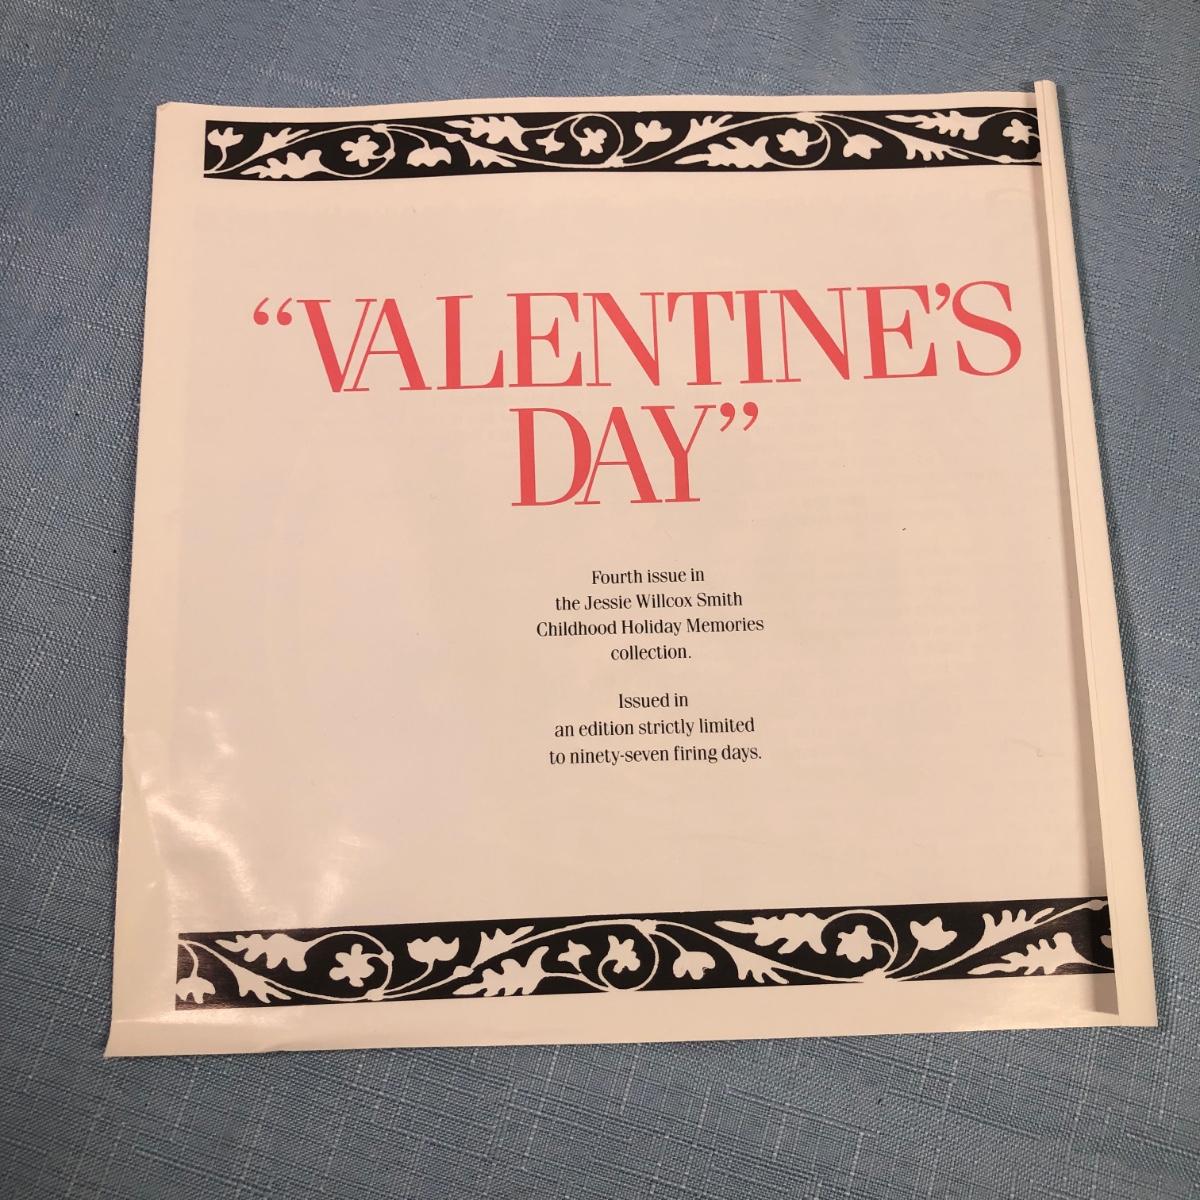 “VALENTINE’S
DAY”
Fourth issue in
the Jessie Willcox Smith
Childhood Holiday Memories
collection.
Issued in
an edition strictly limited
to ninety-seven firing days.